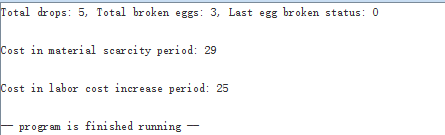 Total drops: 5, Total broken eggs: 3, Last egg broken status: 0
Cost in material scarcity period: 29
Cost in labor cost increase period: 25
— program is finished running —